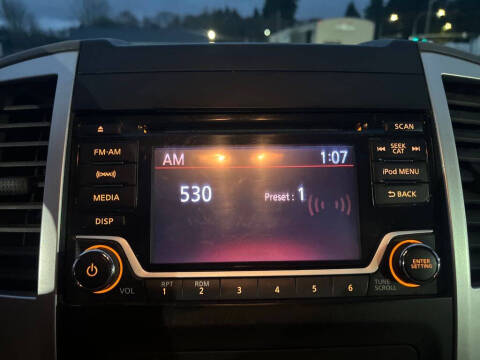 SCAN
FM·AM
((XM))
MEDIA
DISP
AM
1:07
530
Preset : 1
SEEK
CAT
iPod MENU
BACK
VOL
RPT
1
RDM
2
3
4
5
6
TUNE
SCROLL
ENTER
SETTING